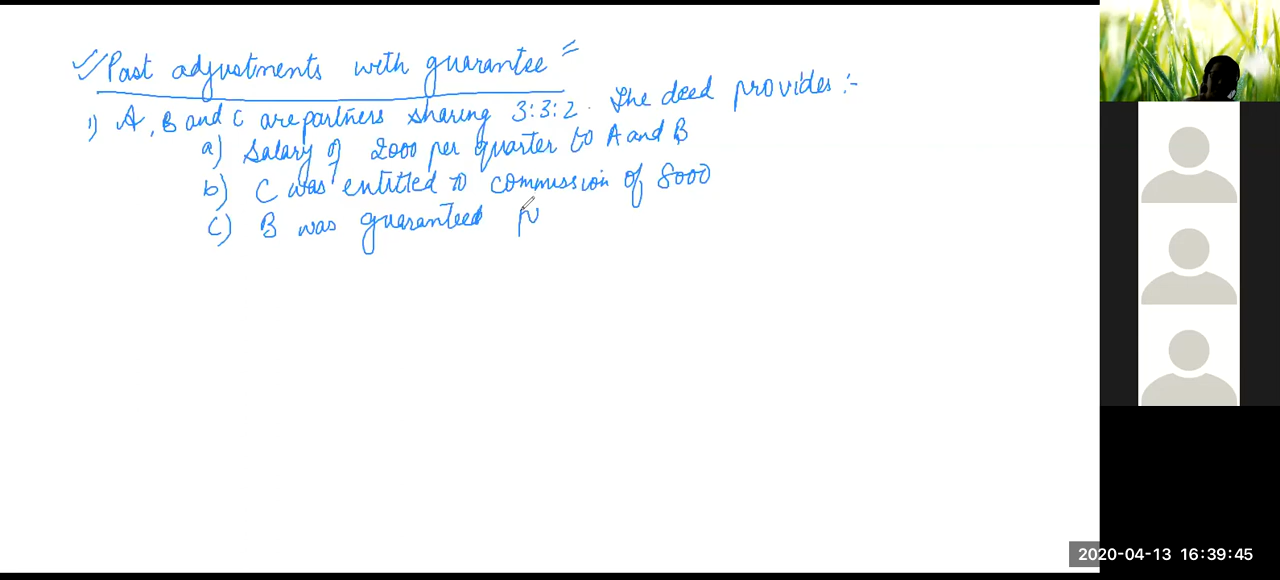 Past adjustments with guarantee =
1) A, B and C are partners sharing 3:3:2. The deed provides :-
a) Salary of 2000 per quarter to A and B
b) C was entitled to commission of 8000
c) B was guaranteed
2020-04-13 16:39:45